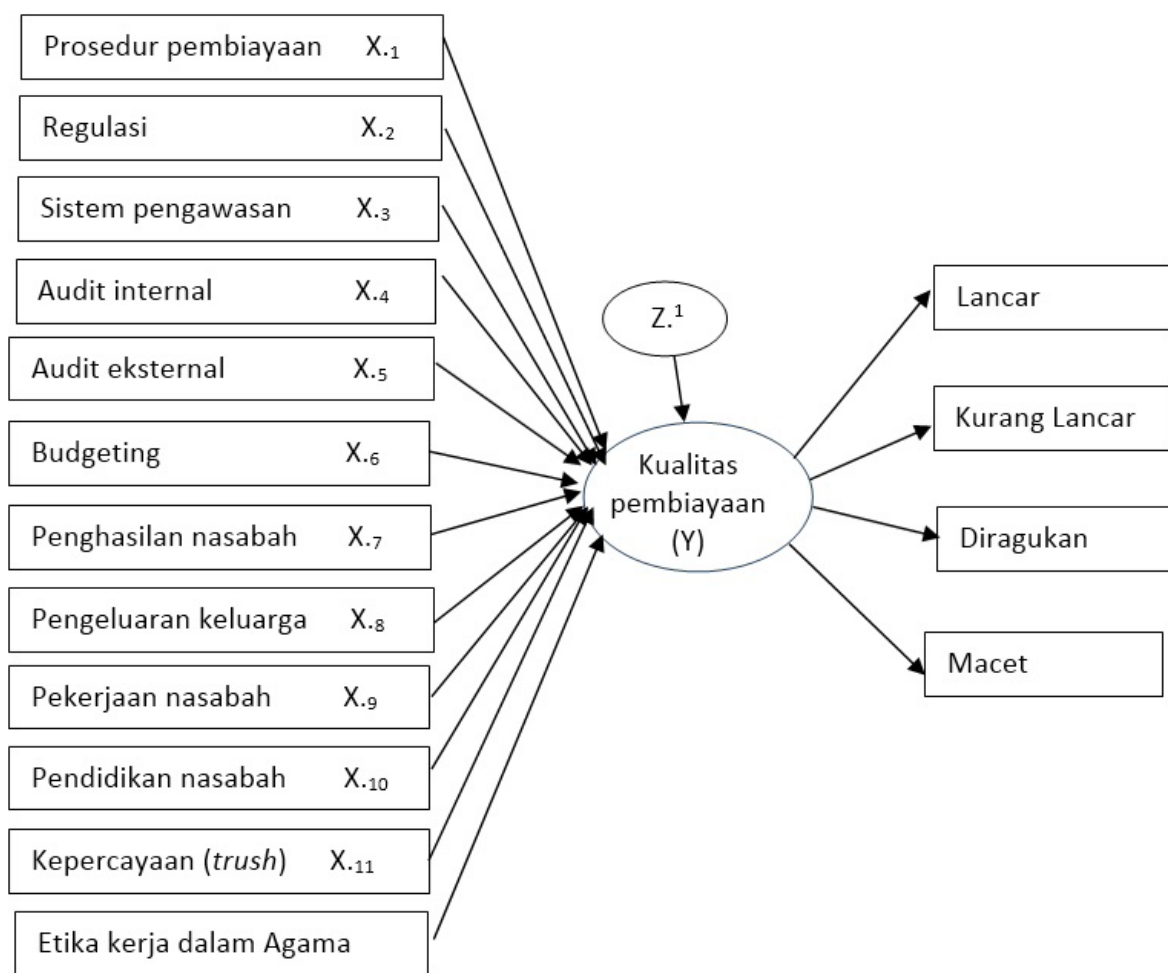 Prosedur pembiayaan X.₁
Regulasi X.₂
Sistem pengawasan X.₃
Audit internal X.₄
Audit eksternal X.₅
Budgeting X.₆
Penghasilan nasabah X.₇
Pengeluaran keluarga X.₈
Pekerjaan nasabah X.₉
Pendidikan nasabah X.₁₀
Kepercayaan (trush) X.₁₁
Etika kerja dalam Agama
Z.¹
Kualitas
pembiayaan
(Y)
Lancar
Kurang Lancar
Diragukan
Macet